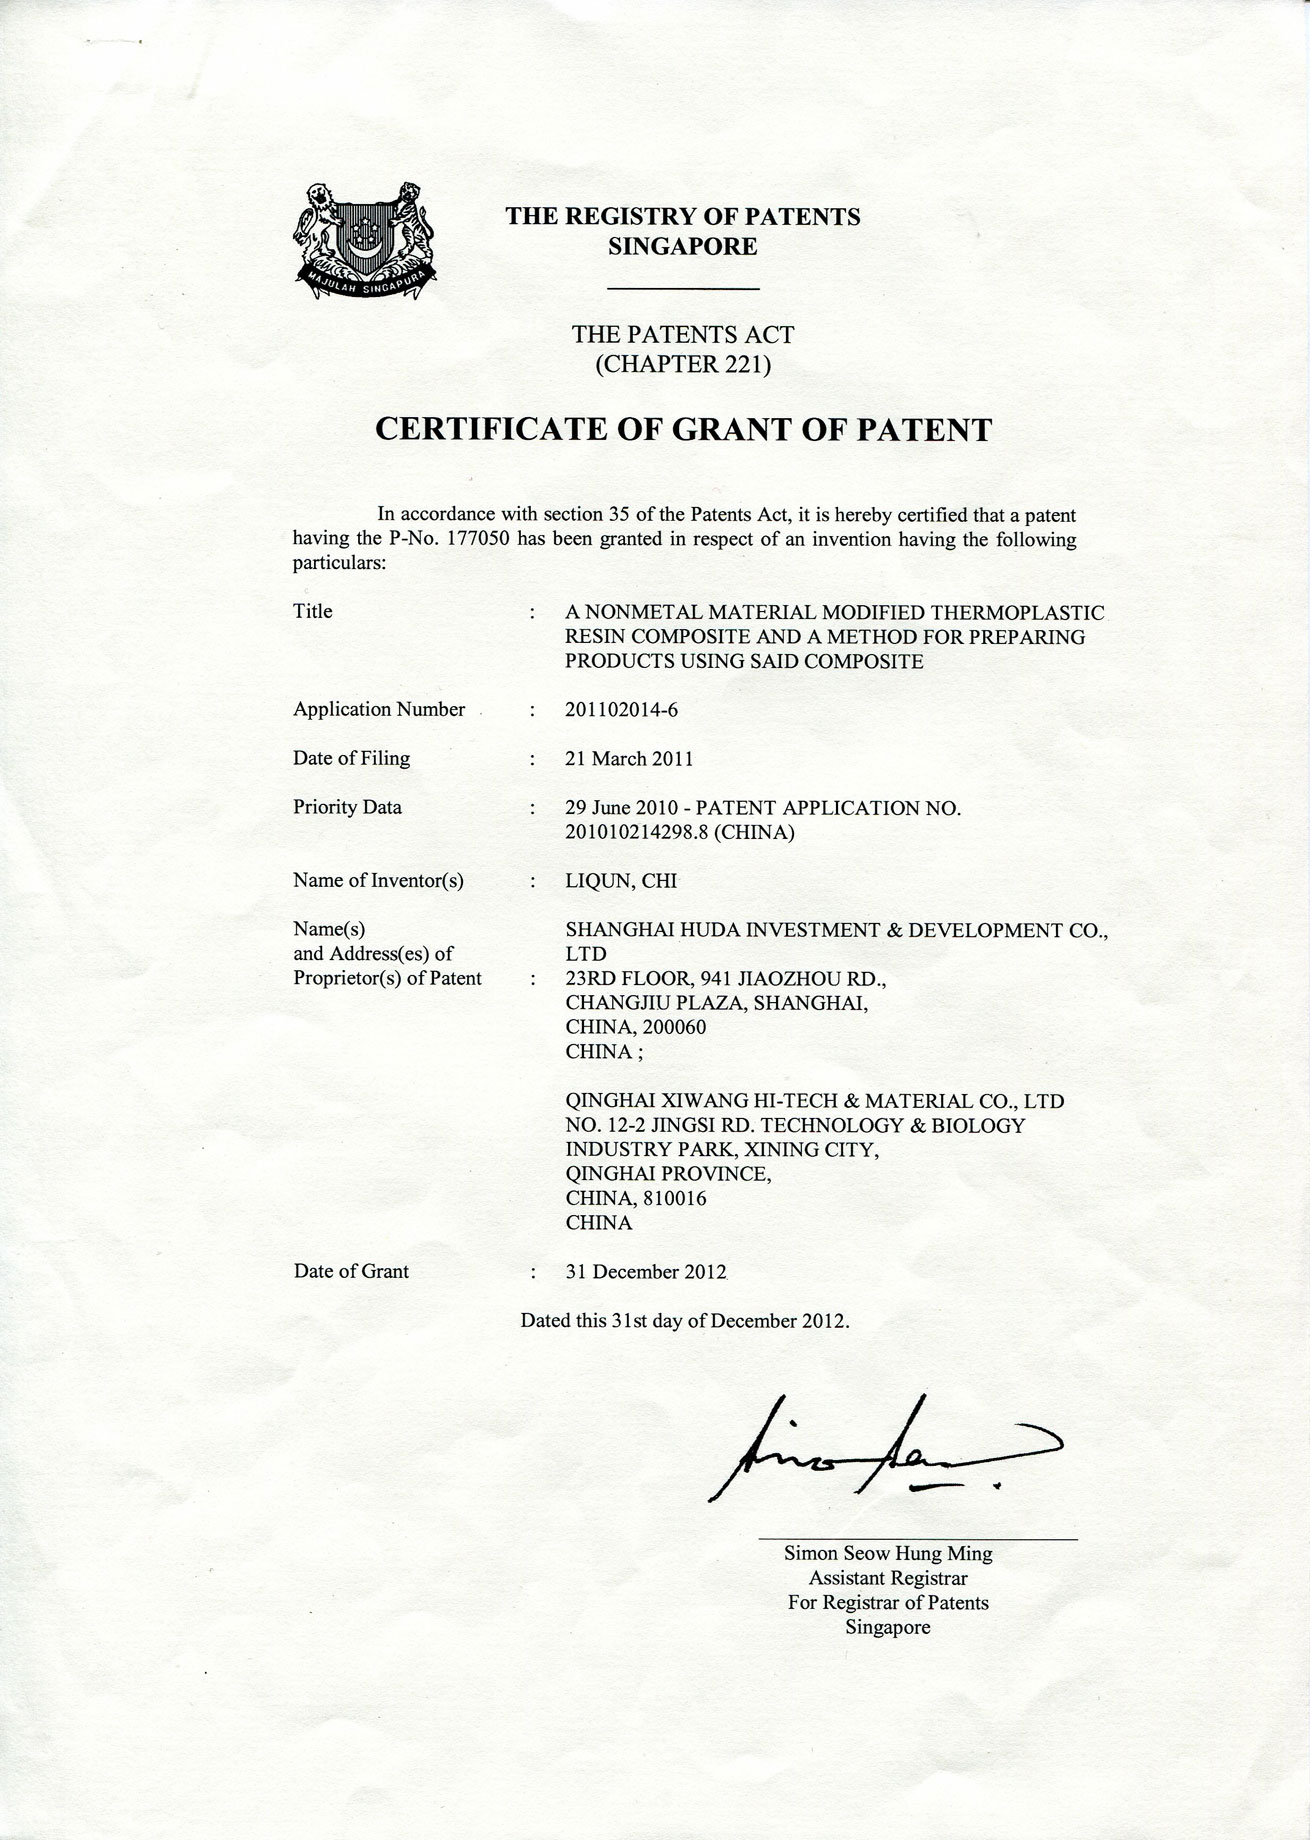 MAJULAH SINGAPURA
THE REGISTRY OF PATENTS
SINGAPORE
THE PATENTS ACT
(CHAPTER 221)
CERTIFICATE OF GRANT OF PATENT
In accordance with section 35 of the Patents Act, it is hereby certified that a patent
having the P-No. 177050 has been granted in respect of an invention having the following
particulars:
Title : A NONMETAL MATERIAL MODIFIED THERMOPLASTIC
RESIN COMPOSITE AND A METHOD FOR PREPARING
PRODUCTS USING SAID COMPOSITE
Application Number : 201102014-6
Date of Filing : 21 March 2011
Priority Data : 29 June 2010 - PATENT APPLICATION NO.
201010214298.8 (CHINA)
Name of Inventor(s) : LIQUN, CHI
Name(s) SHANGHAI HUDA INVESTMENT & DEVELOPMENT CO.,
and Address(es) of LTD
Proprietor(s) of Patent : 23RD FLOOR, 941 JIAOZHOU RD.,
CHANGJIU PLAZA, SHANGHAI,
CHINA, 200060
CHINA ;
QINGHAI XIWANG HI-TECH & MATERIAL CO., LTD
NO. 12-2 JINGSI RD. TECHNOLOGY & BIOLOGY
INDUSTRY PARK, XINING CITY,
QINGHAI PROVINCE,
CHINA, 810016
CHINA
Date of Grant : 31 December 2012
Dated this 31st day of December 2012.
Simon Seow Hung Ming
Assistant Registrar
For Registrar of Patents
Singapore